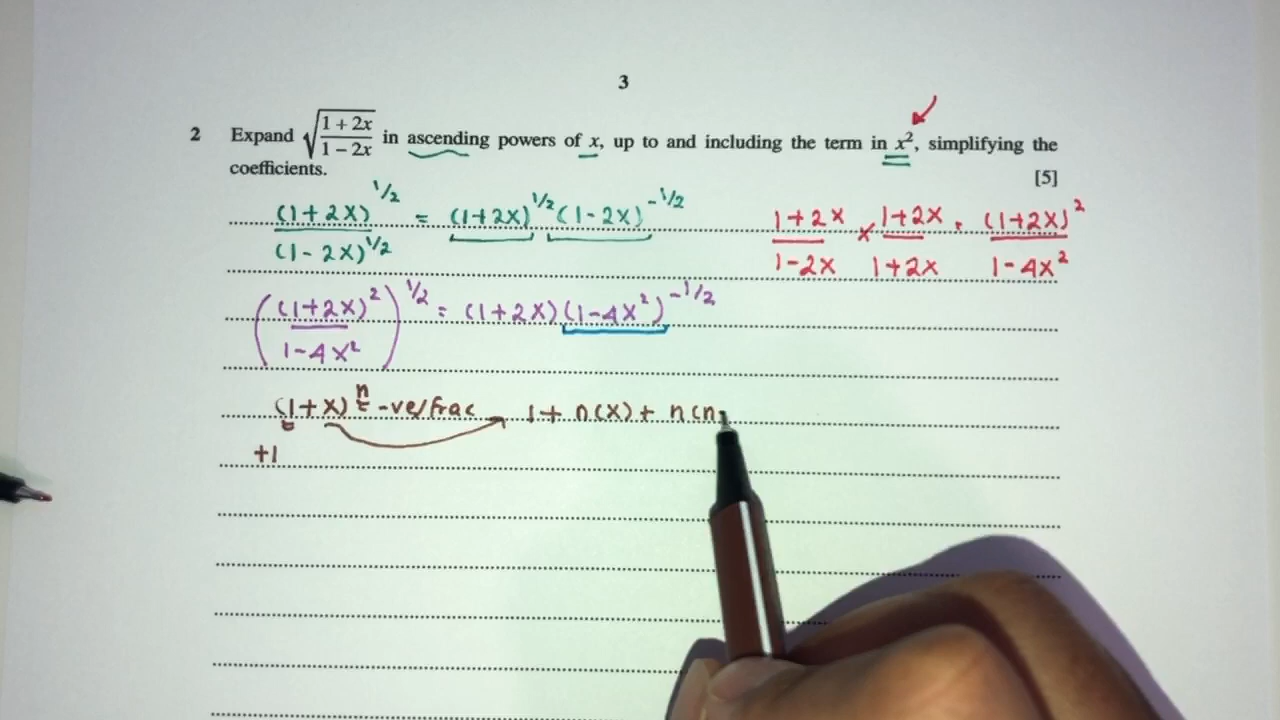 3
2 Expand √((1 + 2x)/(1 − 2x)) in ascending powers of x, up to and including the term in x², simplifying the
coefficients. [5]
(1+2x)^1/2 / (1-2x)^1/2 = (1+2x)^1/2 (1-2x)^-1/2
(1+2x)/(1-2x) × (1+2x)/(1+2x) = (1+2x)²/(1-4x²)
((1+2x)²/(1-4x²))^1/2 = (1+2x)(1-4x²)^-1/2
(1+x)^n = -ve/frac → 1+ n(x) + n(n
+1